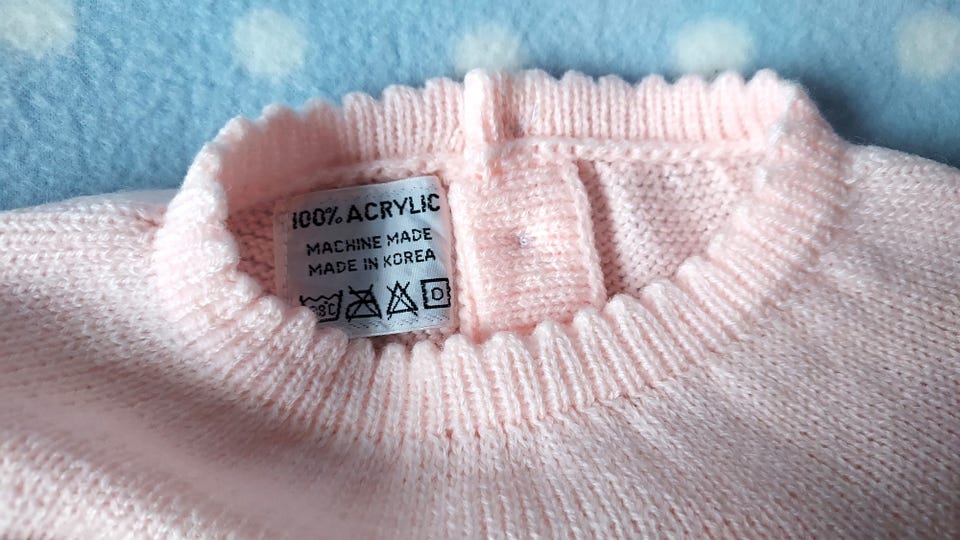 100% ACRYLIC
MACHINE MADE
MADE IN KOREA
D